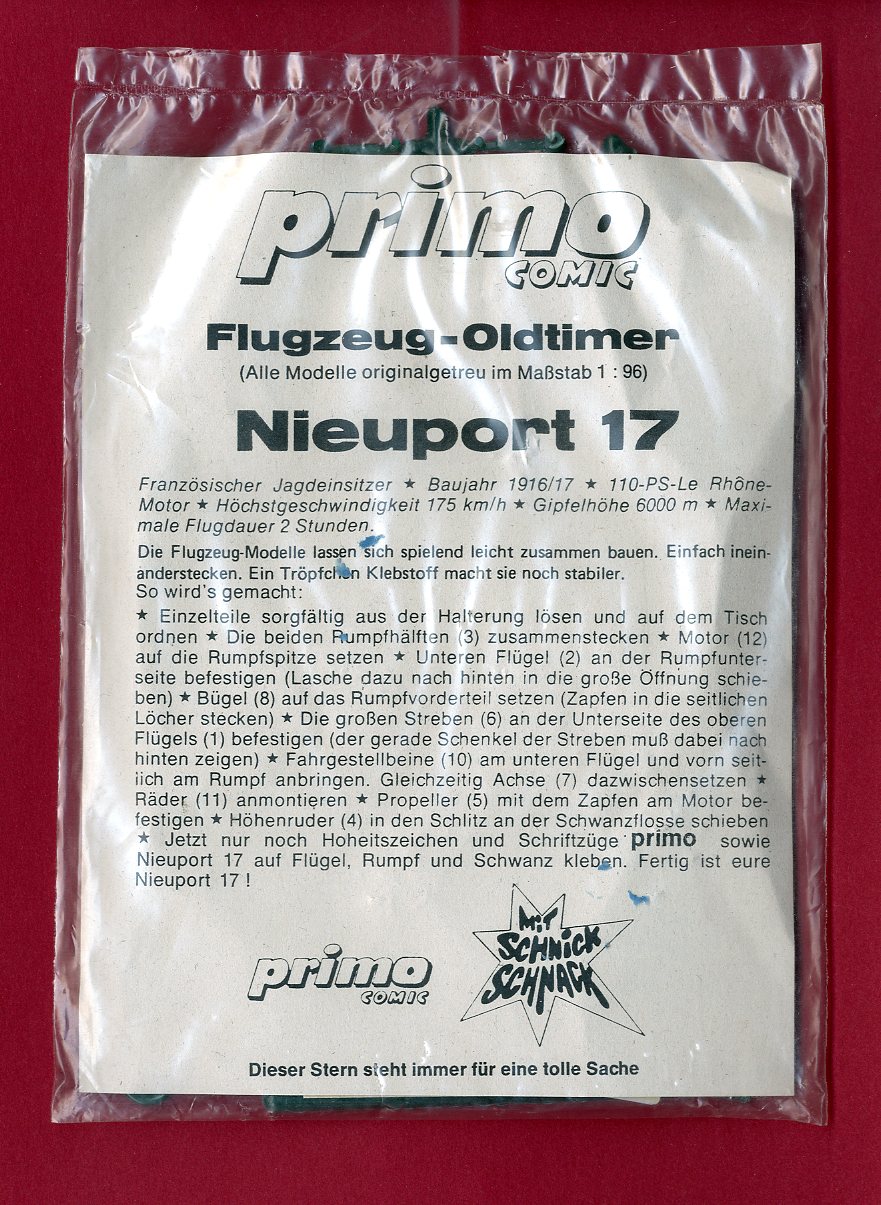 primo
COMIC
Flugzeug-Oldtimer
(Alle Modelle originalgetreu im Maßstab 1 : 96)
Nieuport 17
Französischer Jagdeinsitzer ★ Baujahr 1916/17 ★ 110-PS-Le Rhône-
Motor ★ Höchstgeschwindigkeit 175 km/h ★ Gipfelhöhe 6000 m ★ Maxi-
male Flugdauer 2 Stunden.
Die Flugzeug-Modelle lassen sich spielend leicht zusammen bauen. Einfach inein-
anderstecken. Ein Tröpfchen Klebstoff macht sie noch stabiler.
So wird's gemacht:
★ Einzelteile sorgfältig aus der Halterung lösen und auf dem Tisch
ordnen ★ Die beiden Rumpfhälften (3) zusammenstecken ★ Motor (12)
auf die Rumpfspitze setzen ★ Unteren Flügel (2) an der Rumpfunter-
seite befestigen (Lasche dazu nach hinten in die große Öffnung schie-
ben) ★ Bügel (8) auf das Rumpfvorderteil setzen (Zapfen in die seitlichen
Löcher stecken) ★ Die großen Streben (6) an der Unterseite des oberen
Flügels (1) befestigen (der gerade Schenkel der Streben muß dabei nach
hinten zeigen) ★ Fahrgestellbeine (10) am unteren Flügel und vorn seit-
lich am Rumpf anbringen. Gleichzeitig Achse (7) dazwischensetzen ★
Räder (11) anmontieren ★ Propeller (5) mit dem Zapfen am Motor be-
festigen ★ Höhenruder (4) in den Schlitz an der Schwanzflosse schieben
★ Jetzt nur noch Hoheitszeichen und Schriftzüge primo sowie
Nieuport 17 auf Flügel, Rumpf und Schwanz kleben. Fertig ist eure
Nieuport 17 !
primo
COMIC
MiT
SCHNICK
SCHNACK
Dieser Stern steht immer für eine tolle Sache